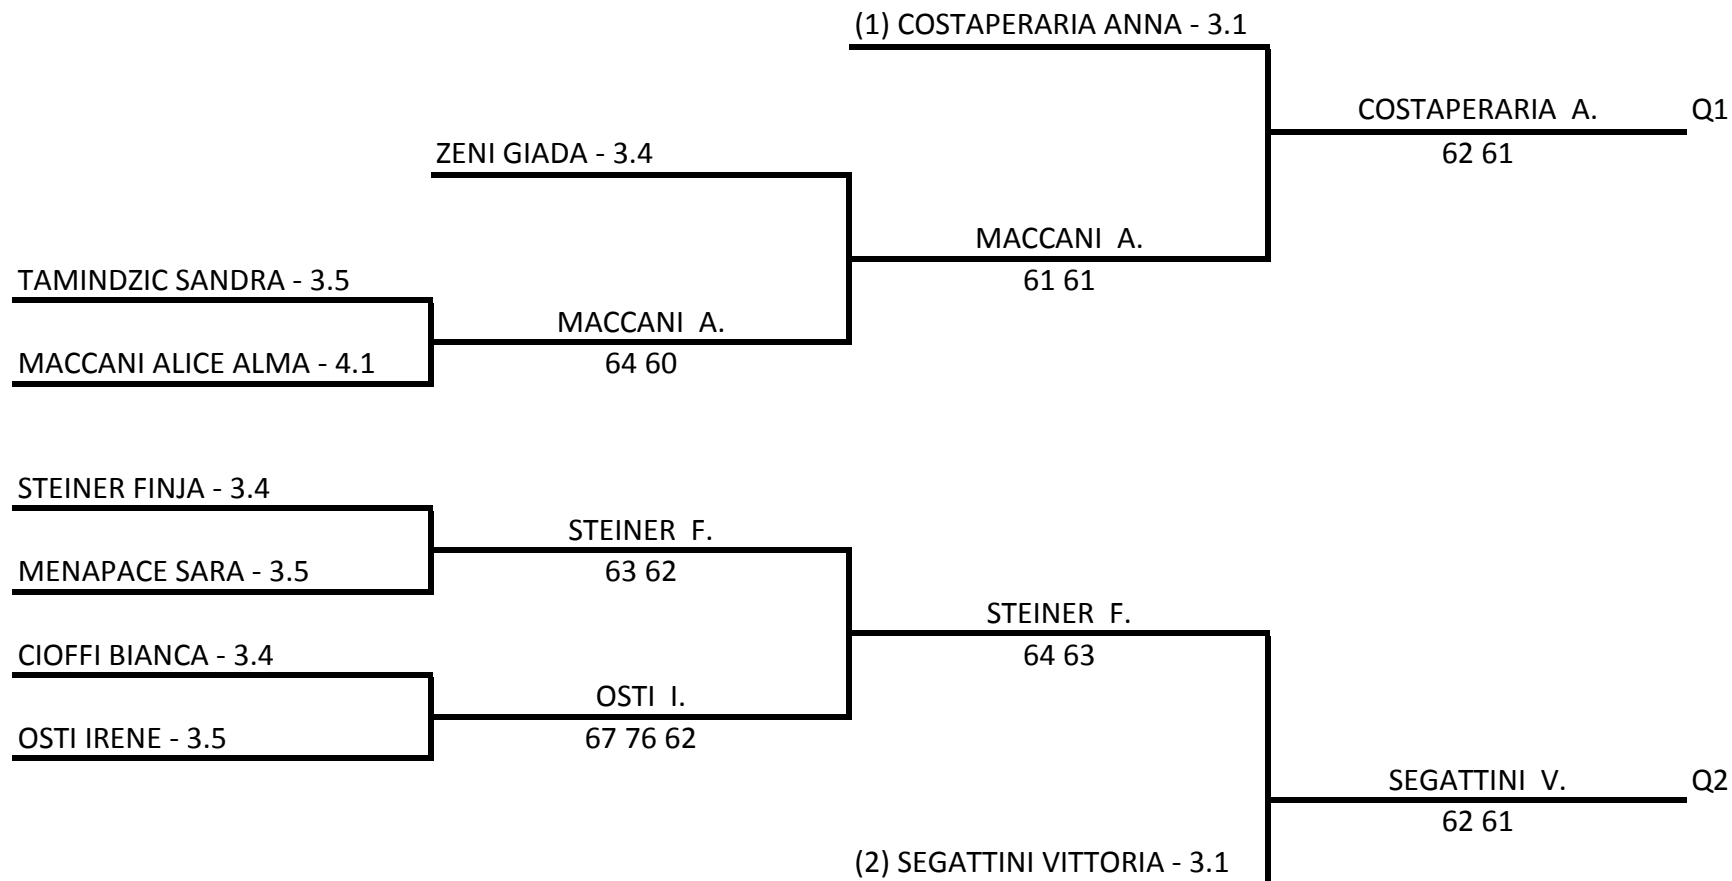 (1) COSTAPERARIA ANNA - 3.1
COSTAPERARIA A. Q1
62 61
ZENI GIADA - 3.4
MACCANI A.
61 61
TAMINDZIC SANDRA - 3.5
MACCANI A.
64 60
MACCANI ALICE ALMA - 4.1
STEINER FINJA - 3.4
STEINER F.
63 62
MENAPACE SARA - 3.5
STEINER F.
64 63
CIOFFI BIANCA - 3.4
OSTI I.
67 76 62
OSTI IRENE - 3.5
SEGATTINI V. Q2
62 61
(2) SEGATTINI VITTORIA - 3.1